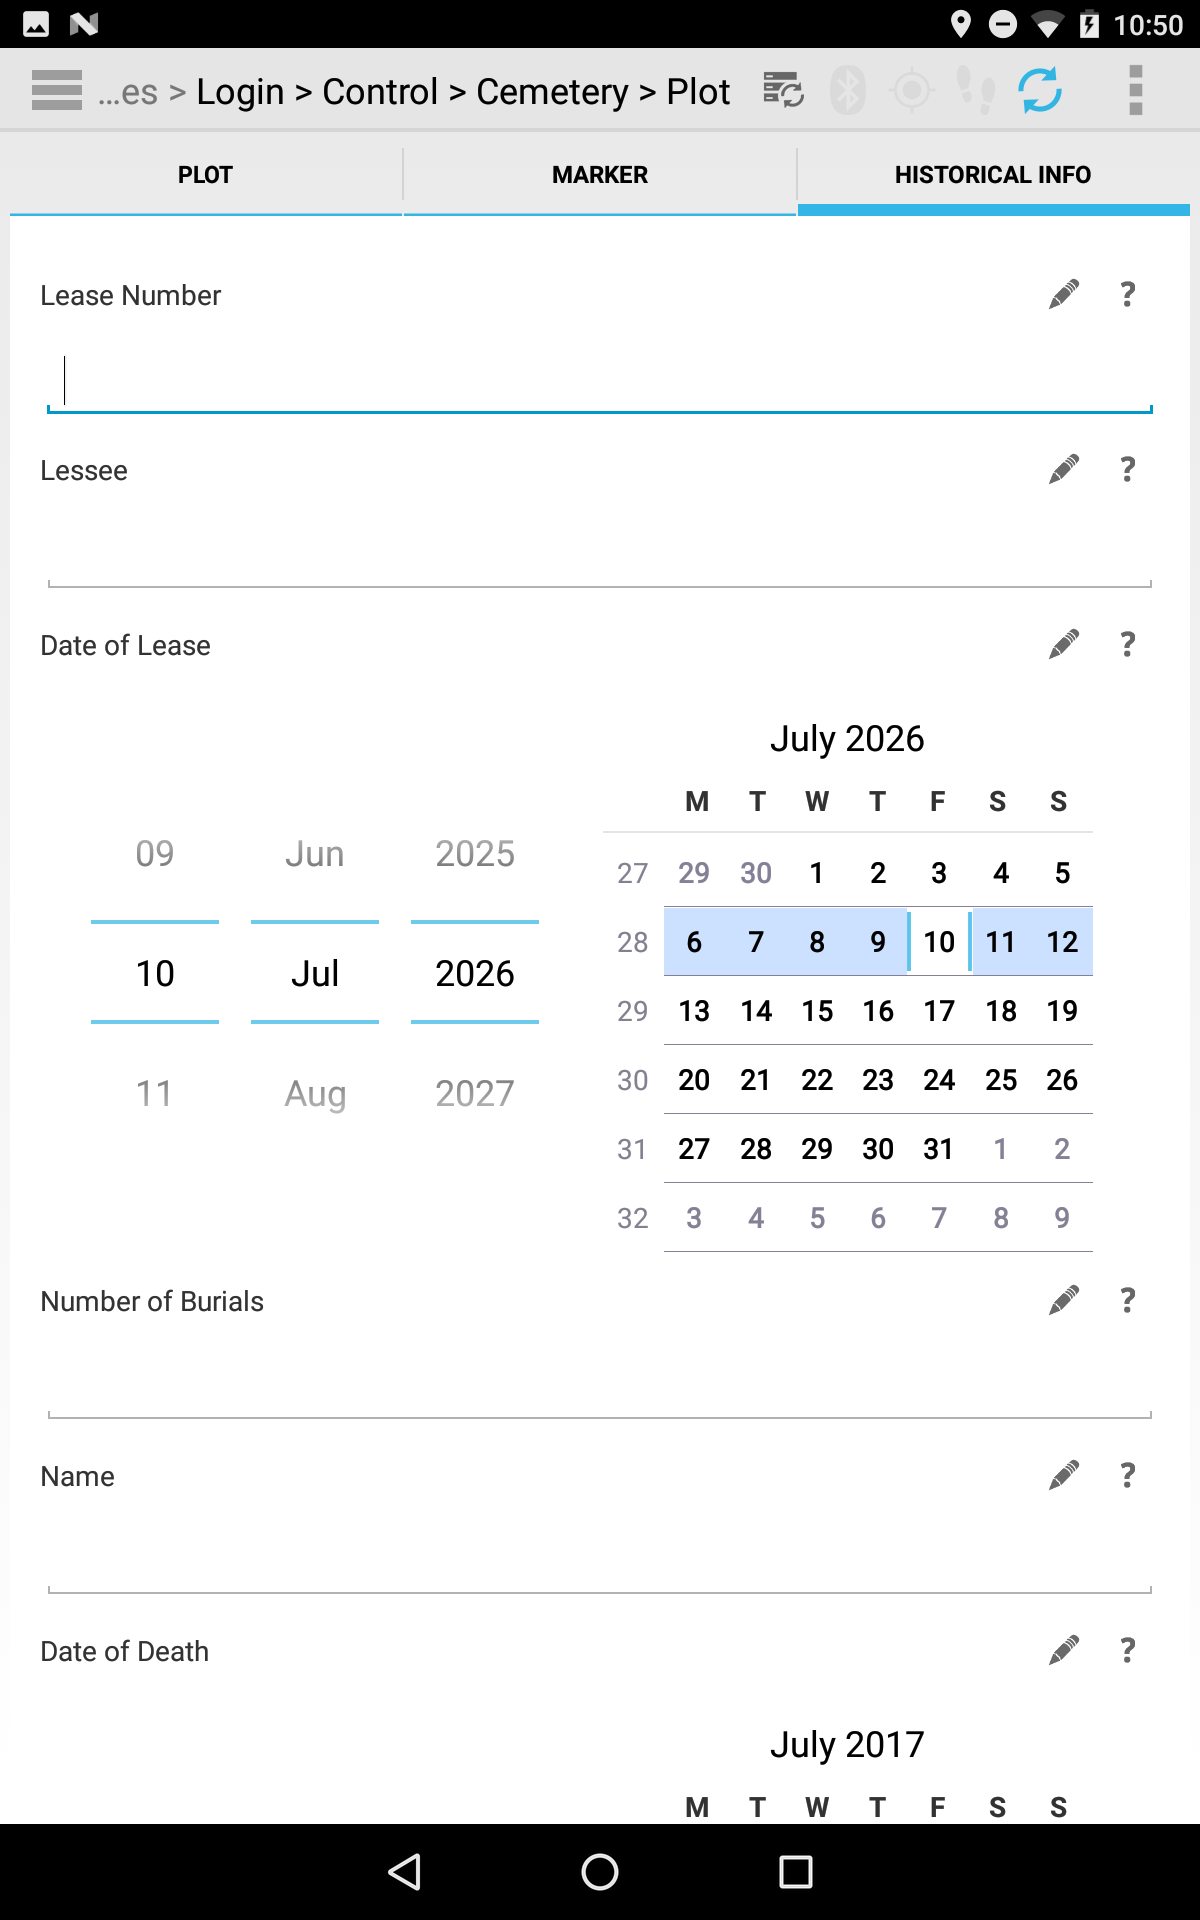 10:50
...es > Login > Control > Cemetery > Plot
PLOT MARKER HISTORICAL INFO
Lease Number ?
Lessee ?
Date of Lease ?
09 Jun 2025
10 Jul 2026
11 Aug 2027
July 2026
M T W T F S S
27 29 30 1 2 3 4 5
28 6 7 8 9 10 11 12
29 13 14 15 16 17 18 19
30 20 21 22 23 24 25 26
31 27 28 29 30 31 1 2
32 3 4 5 6 7 8 9
Number of Burials ?
Name ?
Date of Death ?
July 2017
M T W T F S S